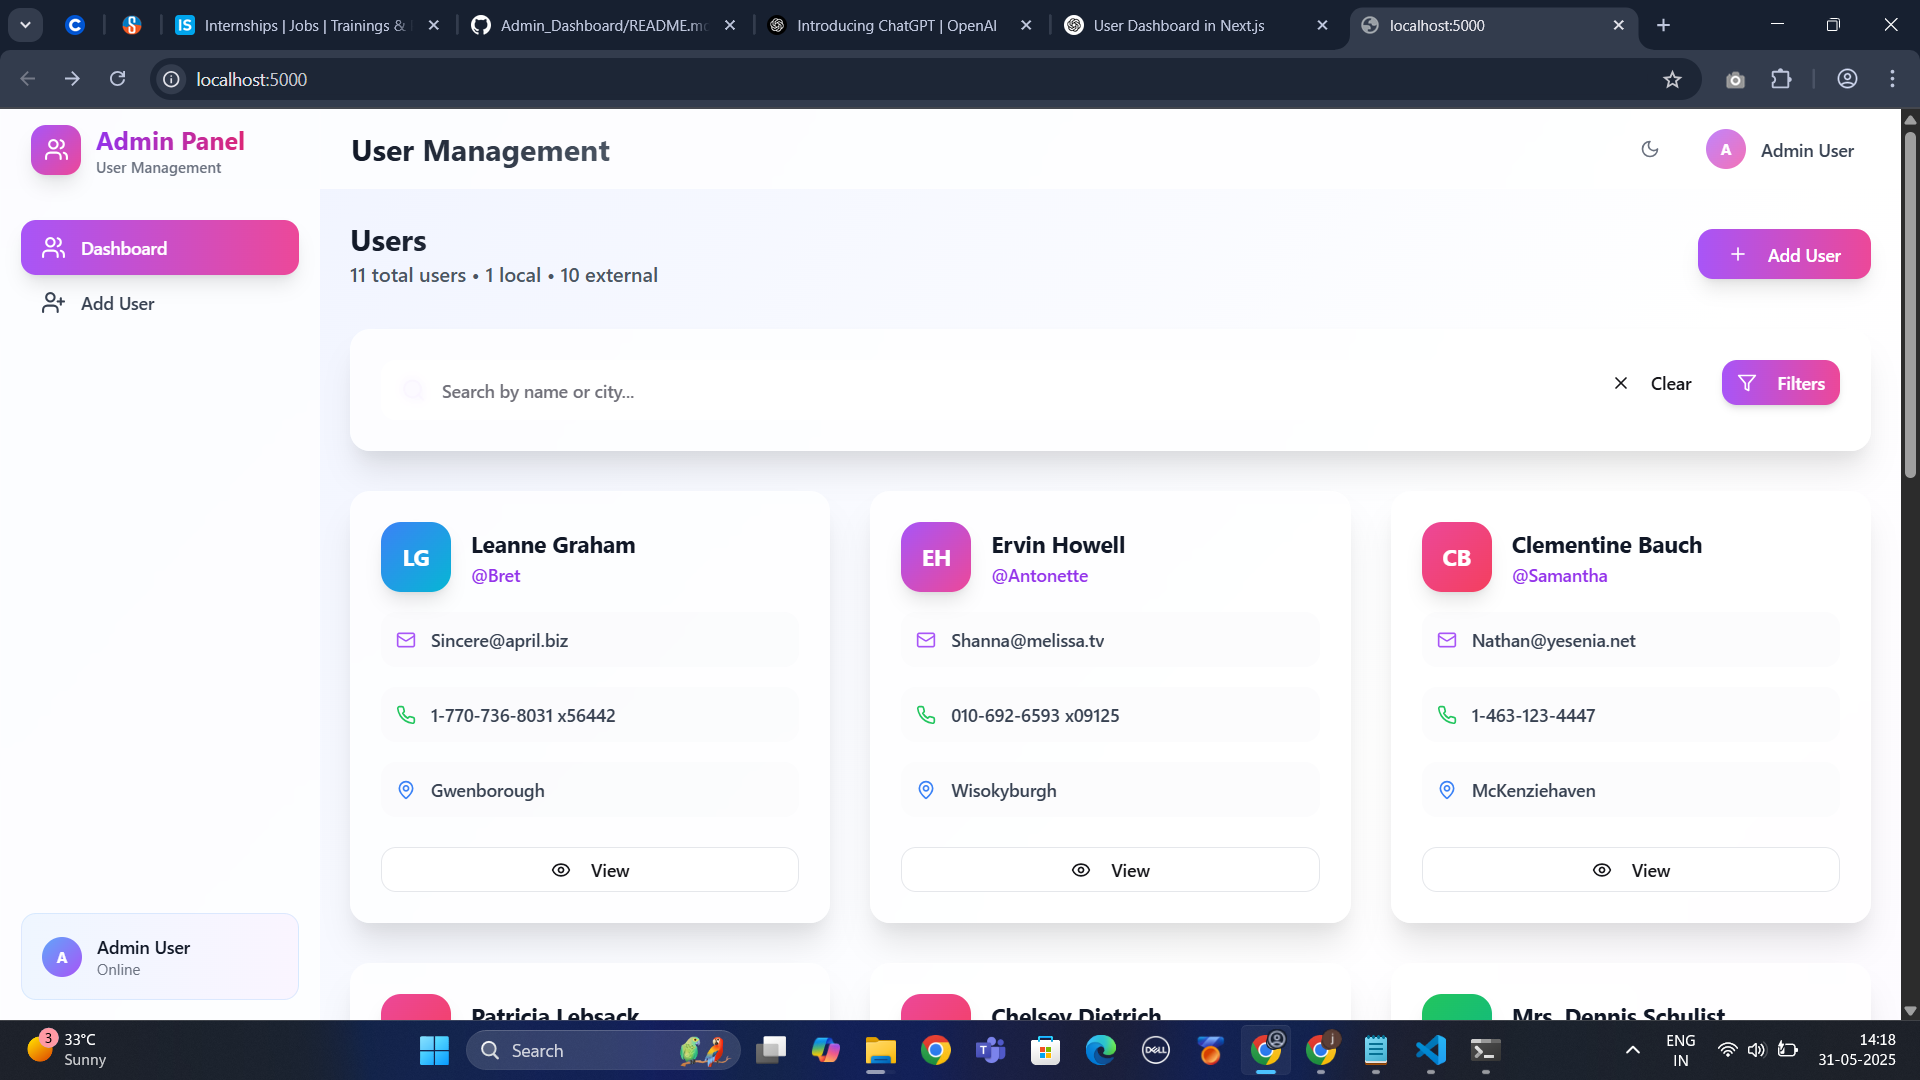 Internships | Jobs | Trainings &
Admin_Dashboard/README.md
Introducing ChatGPT | OpenAI
User Dashboard in Next.js
localhost:5000
localhost:5000
Admin Panel
User Management
Dashboard
Add User
User Management
A
Admin User
Users
11 total users • 1 local • 10 external
Add User
Search by name or city...
Clear
Filters
LG
Leanne Graham
@Bret
Sincere@april.biz
1-770-736-8031 x56442
Gwenborough
View
EH
Ervin Howell
@Antonette
Shanna@melissa.tv
010-692-6593 x09125
Wisokyburgh
View
CB
Clementine Bauch
@Samantha
Nathan@yesenia.net
1-463-123-4447
McKenziehaven
View
Patricia Lebsack
Chelsey Dietrich
Mrs. Dennis Schulist
A
Admin User
Online
3
33°C
Sunny
Search
ENG
IN
14:18
31-05-2025